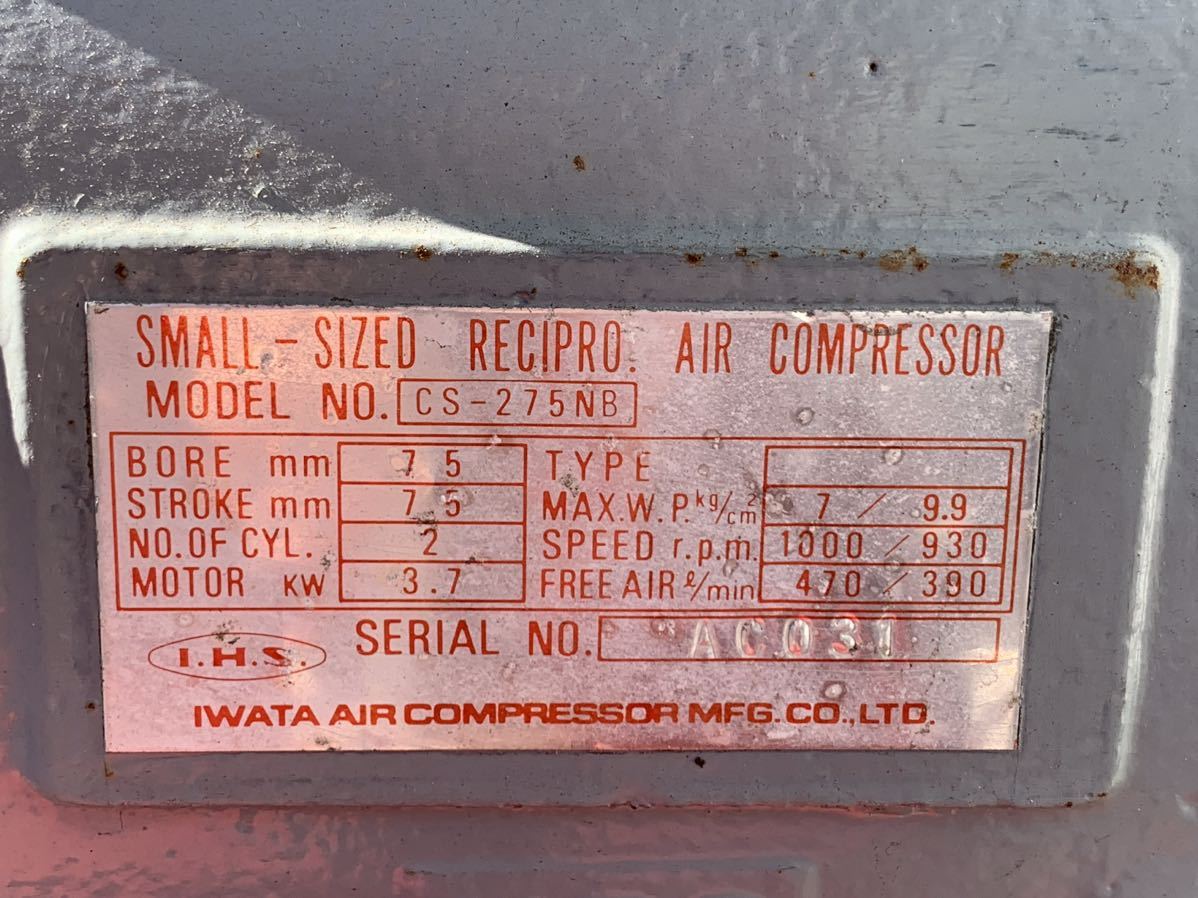 SMALL-SIZED RECIPRO. AIR COMPRESSOR
MODEL NO. CS-275NB
BORE mm 75 TYPE
STROKE mm 75 MAX.W.P. kg/cm² 7 / 9.9
NO.OF CYL. 2 SPEED r.p.m. 1000 / 930
MOTOR KW 3.7 FREE AIR ℓ/min 470 / 390
I.H.S. SERIAL NO. AC031
IWATA AIR COMPRESSOR MFG.CO.,LTD.